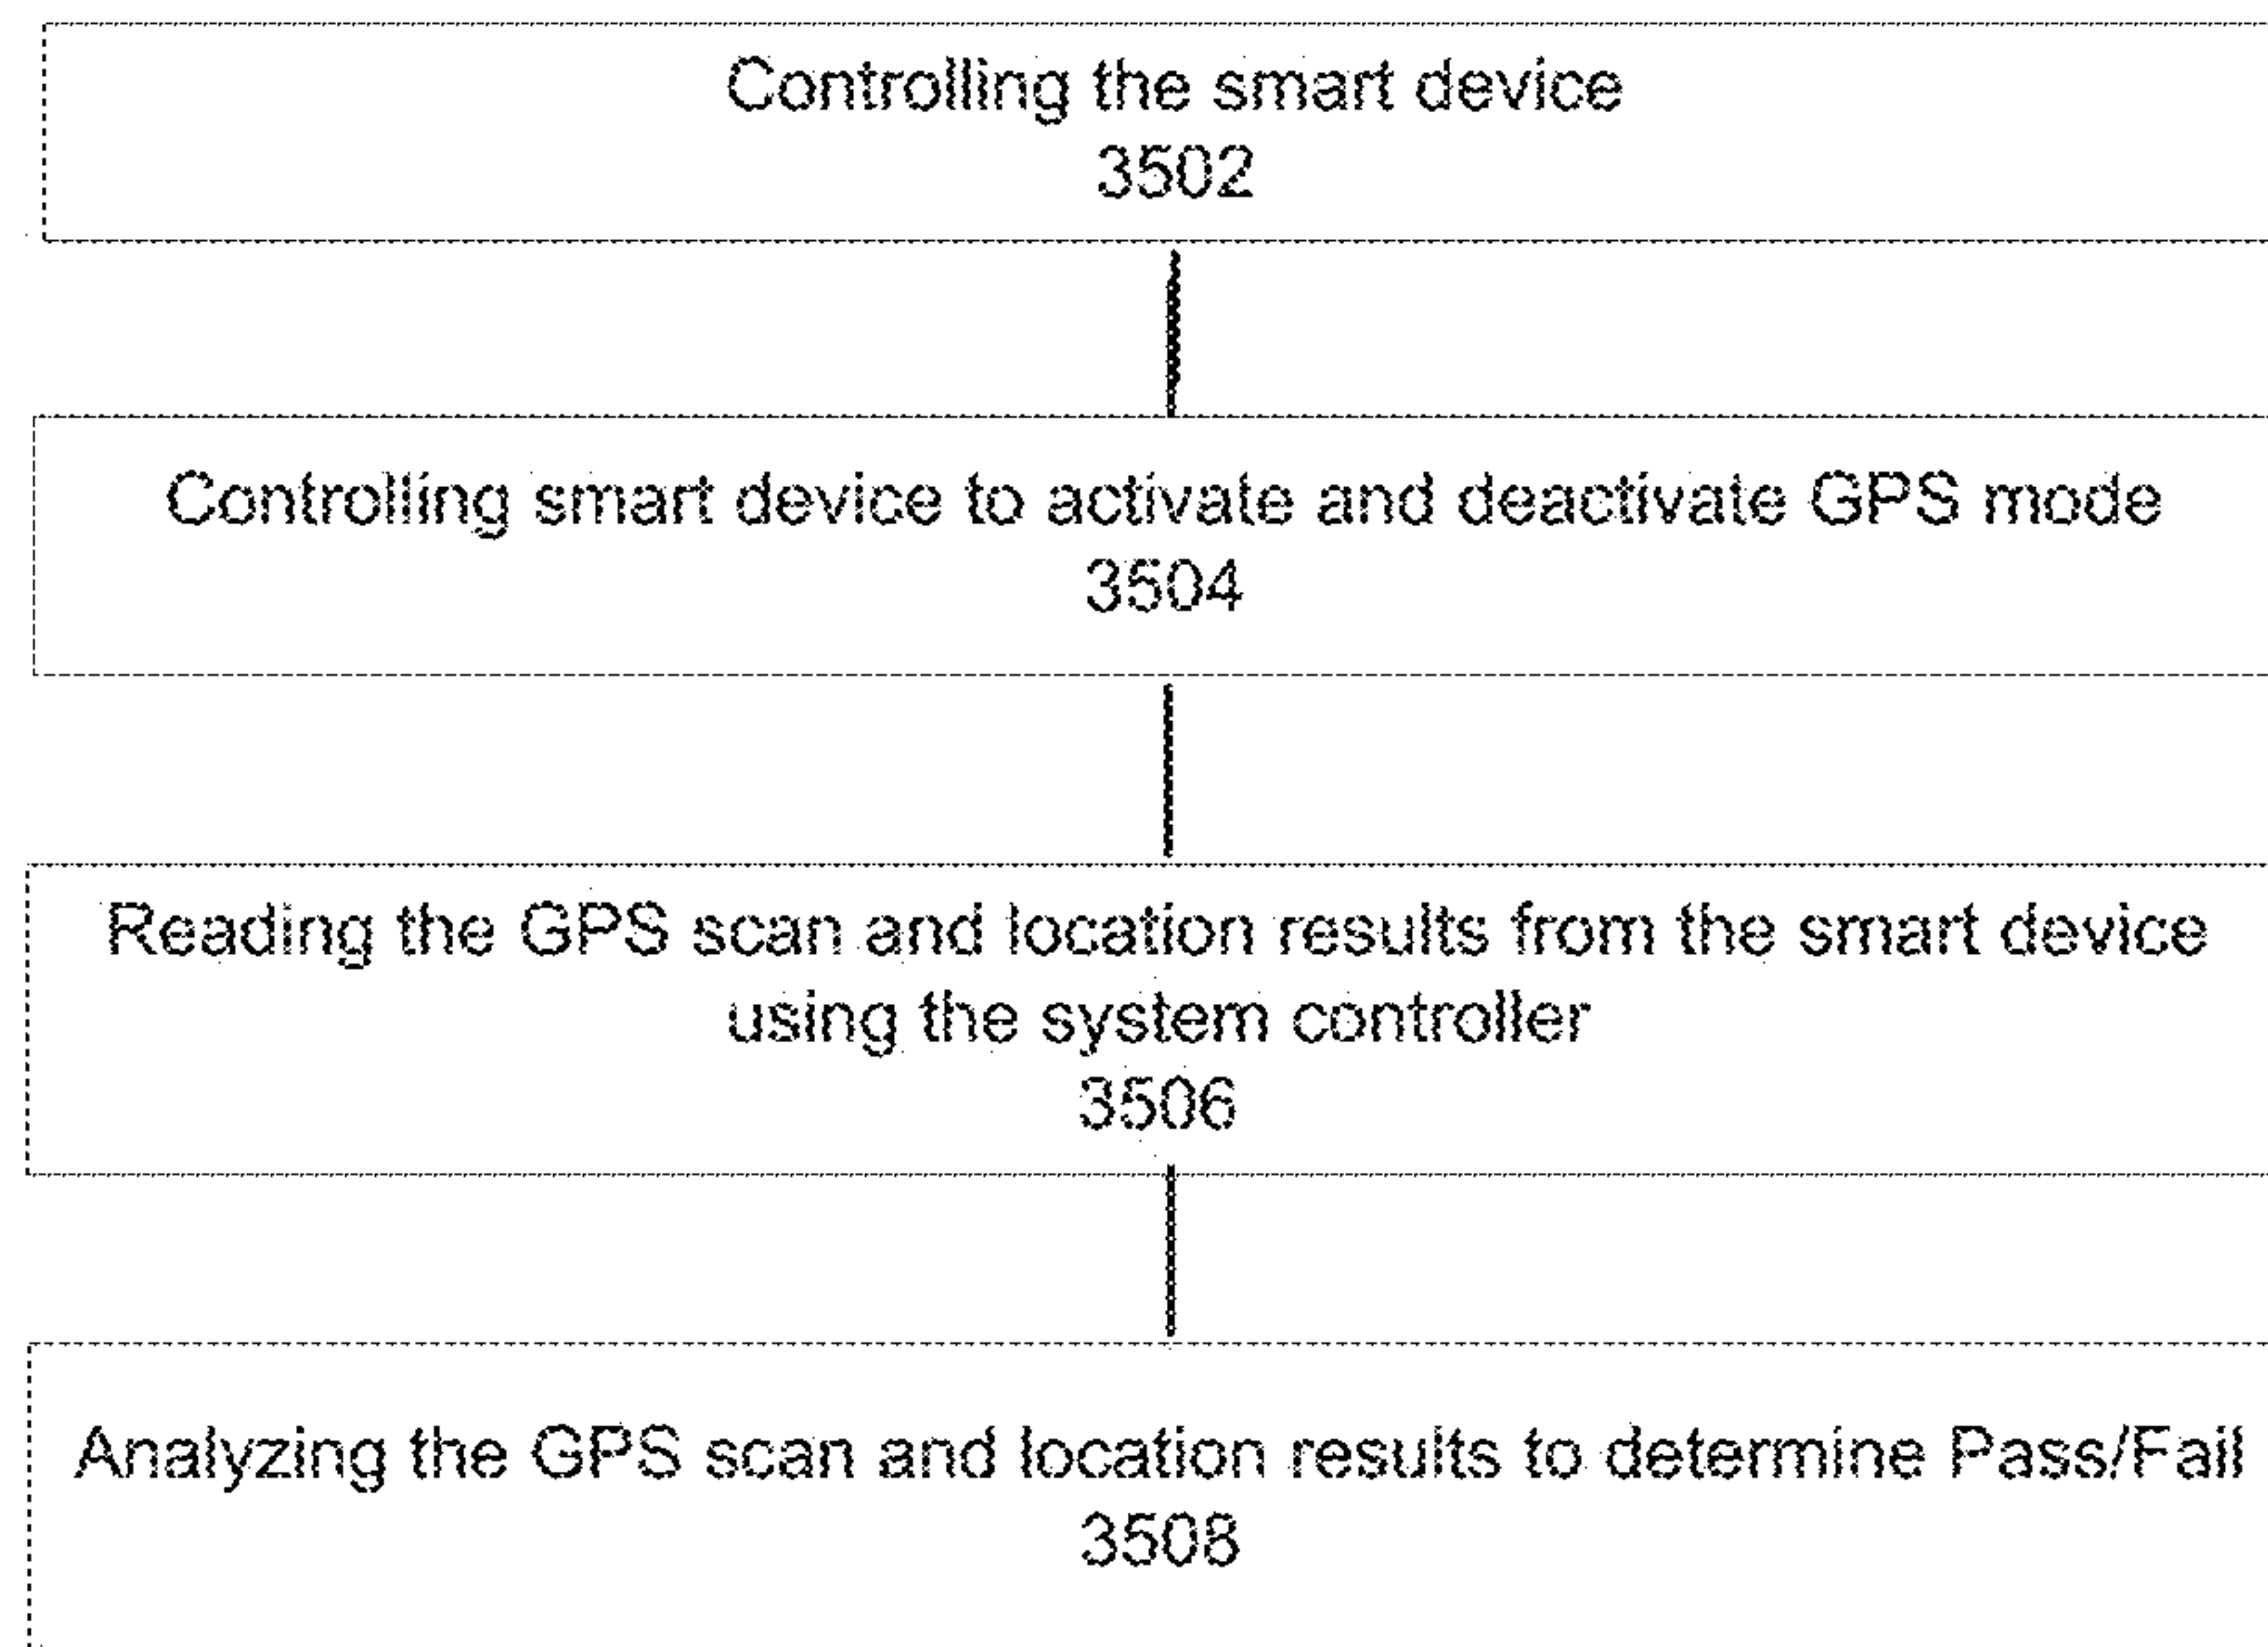 Controlling the smart device
3502
Controlling smart device to activate and deactivate GPS mode
3504
Reading the GPS scan and location results from the smart device
using the system controller
3506
Analyzing the GPS scan and location results to determine Pass/Fail
3508